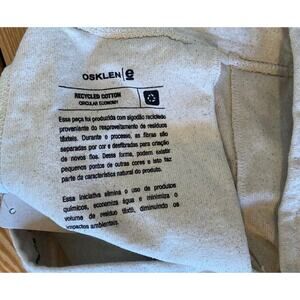 OSKLEN e
RECYCLED COTTON
CIRCULAR ECONOMY
Essa peça foi produzida com algodão reciclado
proveniente do reaproveitamento de resíduos
têxteis. Durante o processo, as fibras são
separadas por cor e desfibradas para criação
de novos fios. Dessa forma, podem existir
pequenos pontos de outras cores e isto faz
parte da característica natural do produto.
Essa iniciativa elimina o uso de produtos
químicos, economiza água e minimiza o
volume de resíduo têxtil, diminuindo os
impactos ambientais.